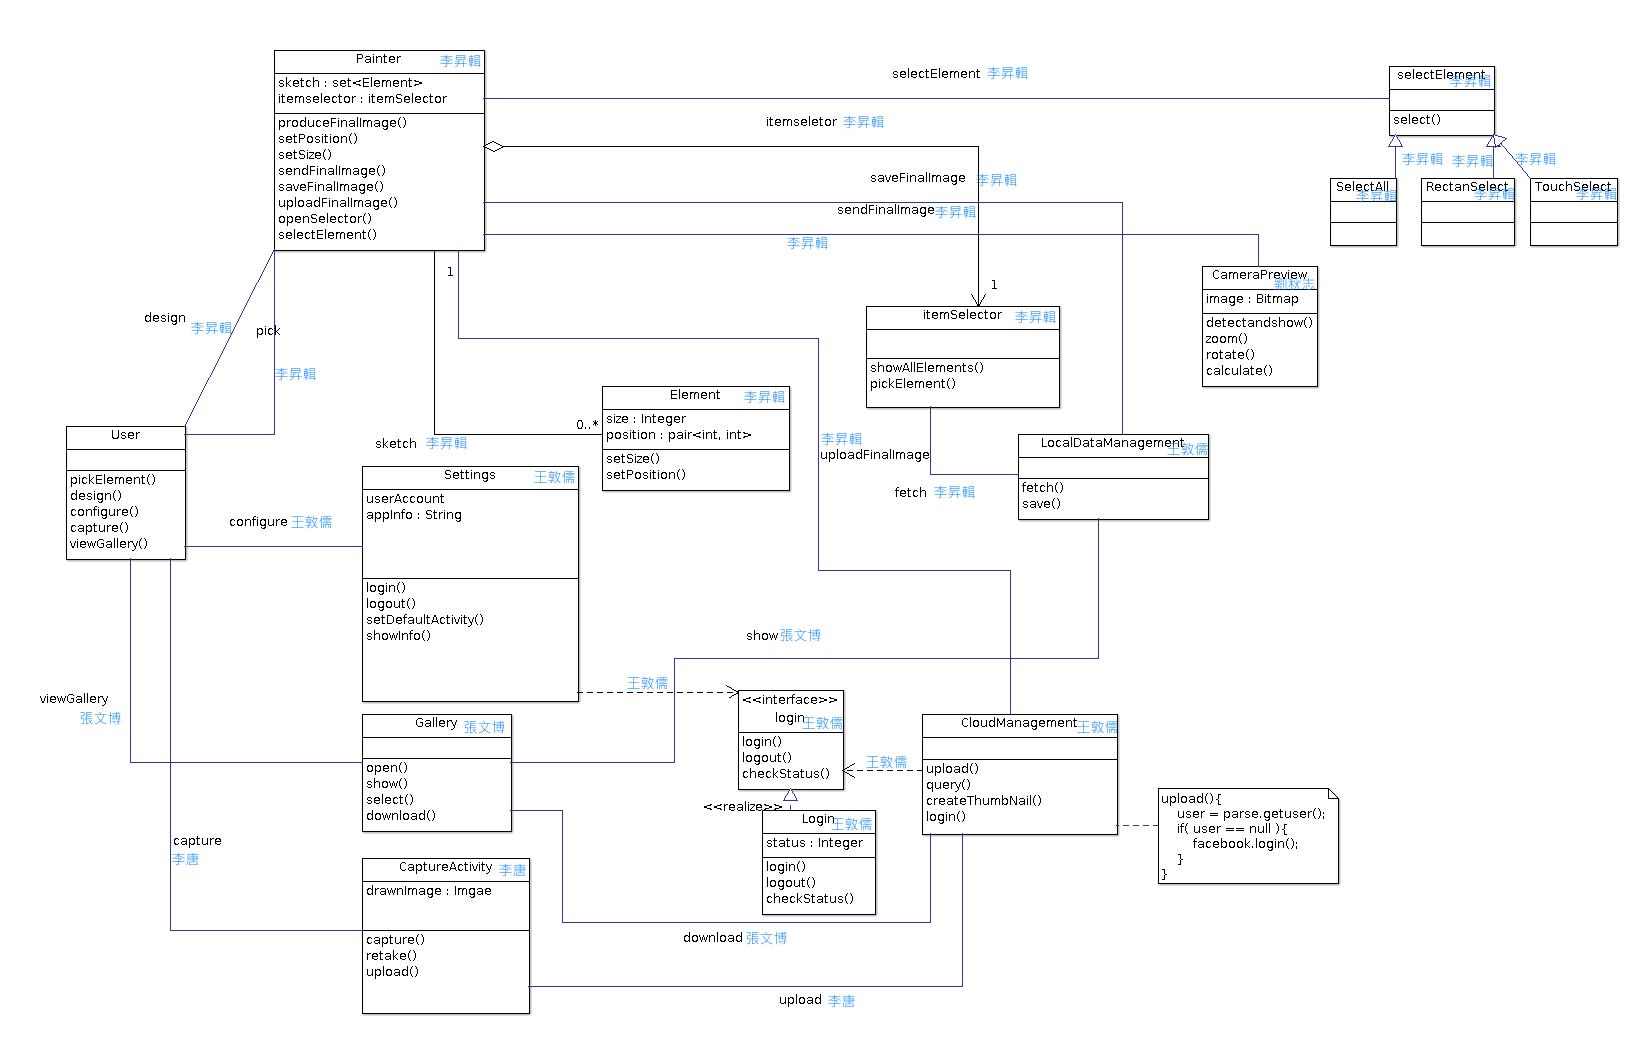 Painter 李昇輯
sketch : set<Element>
itemselector : itemSelector
produceFinalImage()
setPosition()
setSize()
sendFinalImage()
saveFinalImage()
uploadFinalImage()
openSelector()
selectElement()
selectElement 李昇輯
itemseletor 李昇輯
saveFinalImage 李昇輯
sendFinalImage 李昇輯
李昇輯
selectElement
李昇輯
select()
李昇輯
李昇輯
李昇輯
SelectAll
李昇輯
RectanSelect
李昇輯
TouchSelect
李昇輯
CameraPreview
劉秋志
image : Bitmap
detectandshow()
zoom()
rotate()
calculate()
1
1
design 李昇輯
pick
李昇輯
itemSelector 李昇輯
showAllElements()
pickElement()
Element 李昇輯
size : Integer
position : pair<int, int>
setSize()
setPosition()
0..*
sketch 李昇輯
李昇輯
uploadFinalImage
fetch 李昇輯
LocalDataManagement
王敦儒
fetch()
save()
User
pickElement()
design()
configure()
capture()
viewGallery()
configure 王敦儒
Settings 王敦儒
userAccount
appInfo : String
login()
logout()
setDefaultActivity()
showInfo()
show 張文博
王敦儒
viewGallery
張文博
<<interface>>
login 王敦儒
login()
logout()
checkStatus()
Gallery 張文博
open()
show()
select()
download()
王敦儒
CloudManagement 王敦儒
upload()
query()
createThumbNail()
login()
<<realize>>
Login 王敦儒
status : Integer
login()
logout()
checkStatus()
upload(){
user = parse.getuser();
if( user == null ){
facebook.login();
}
}
capture
李唐
CaptureActivity 李唐
drawnImage : Imgae
capture()
retake()
upload()
download 張文博
upload 李唐